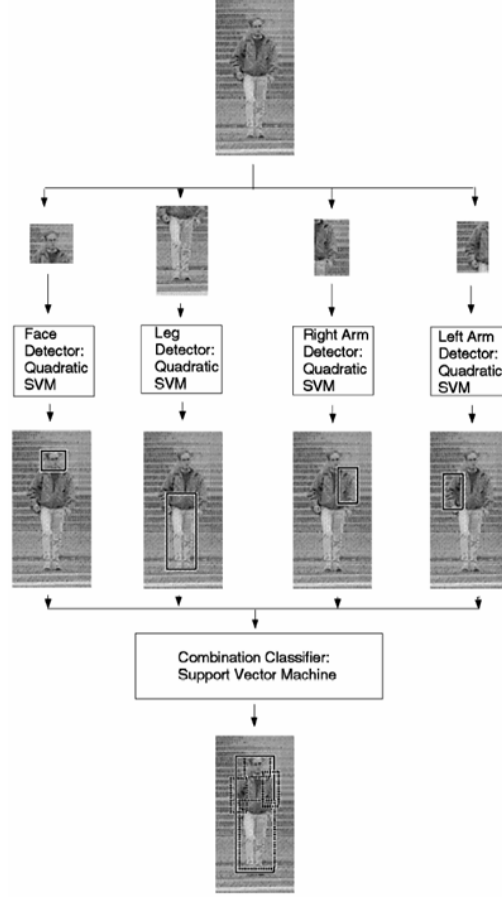 Face
Detector:
Quadratic
SVM
Leg
Detector:
Quadratic
SVM
Right Arm
Detector:
Quadratic
SVM
Left Arm
Detector:
Quadratic
SVM
Combination Classifier:
Support Vector Machine